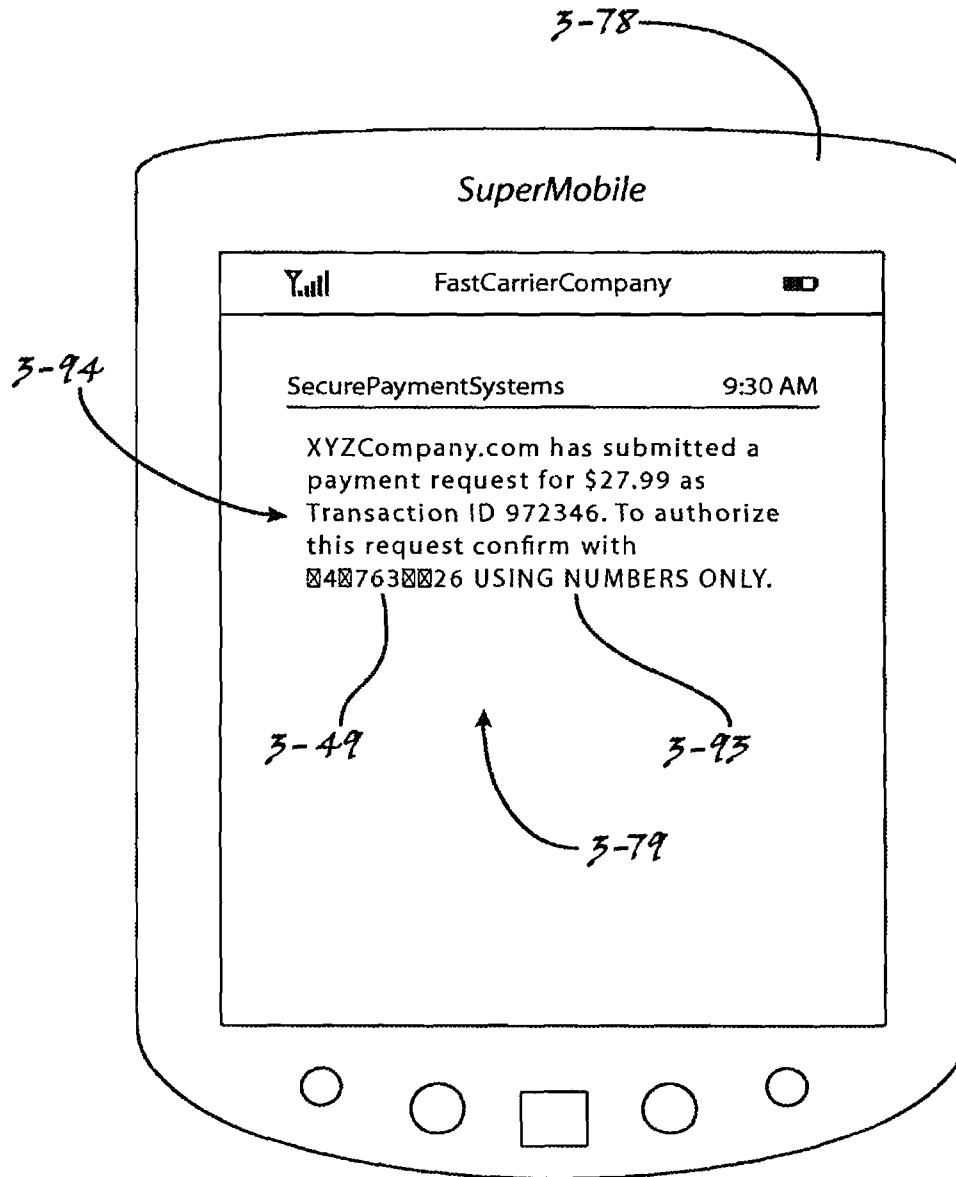 3-78
SuperMobile
FastCarrierCompany
3-94
SecurePaymentSystems 9:30 AM
XYZCompany.com has submitted a
payment request for $27.99 as
Transaction ID 972346. To authorize
this request confirm with
☒4☒763☒☒26 USING NUMBERS ONLY.
3-49
3-93
3-79